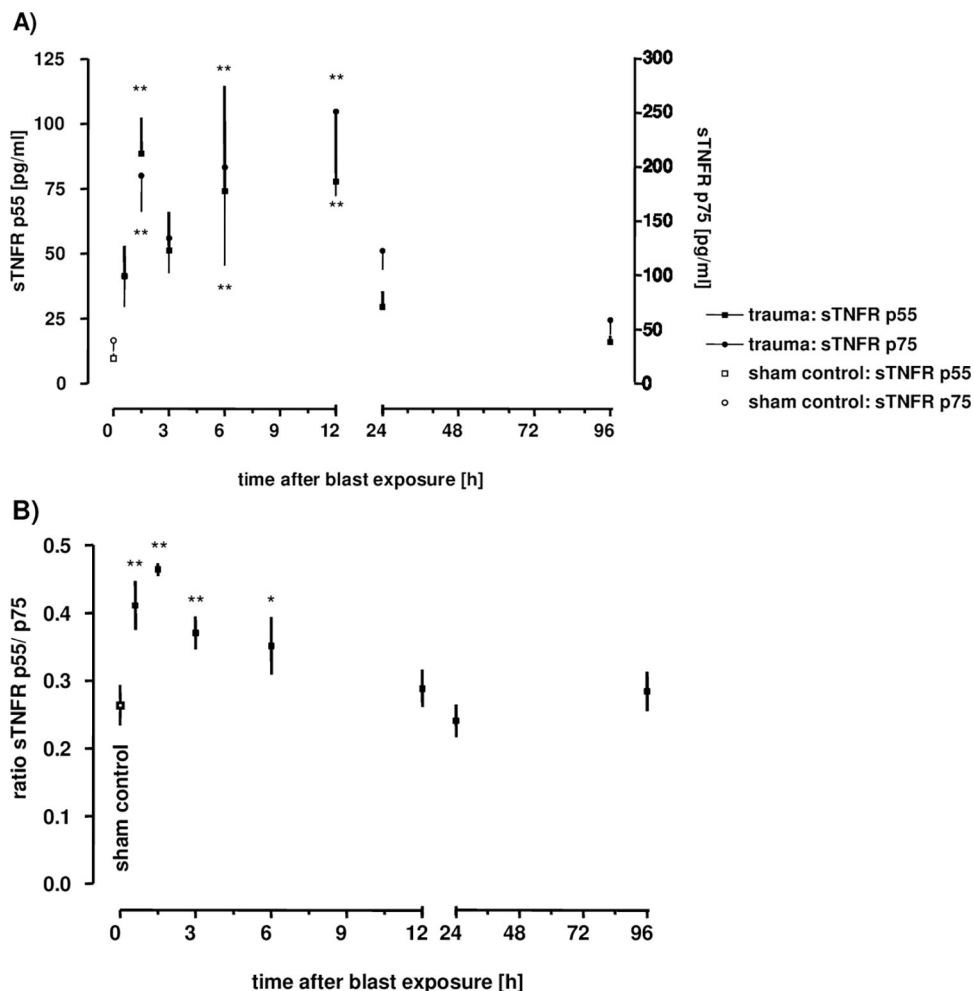 A)
125
100
75
50
25
0
sTNFR p55 [pg/ml]
**
**
**
**
**
**
300
250
200
150
100
50
0
sTNFR p75 [pg/ml]
trauma: sTNFR p55
trauma: sTNFR p75
sham control: sTNFR p55
sham control: sTNFR p75
0 3 6 9 12 24 48 72 96
time after blast exposure [h]
B)
0.5
0.4
0.3
0.2
0.1
0.0
ratio sTNFR p55/ p75
**
**
**
*
sham control
0 3 6 9 12 24 48 72 96
time after blast exposure [h]